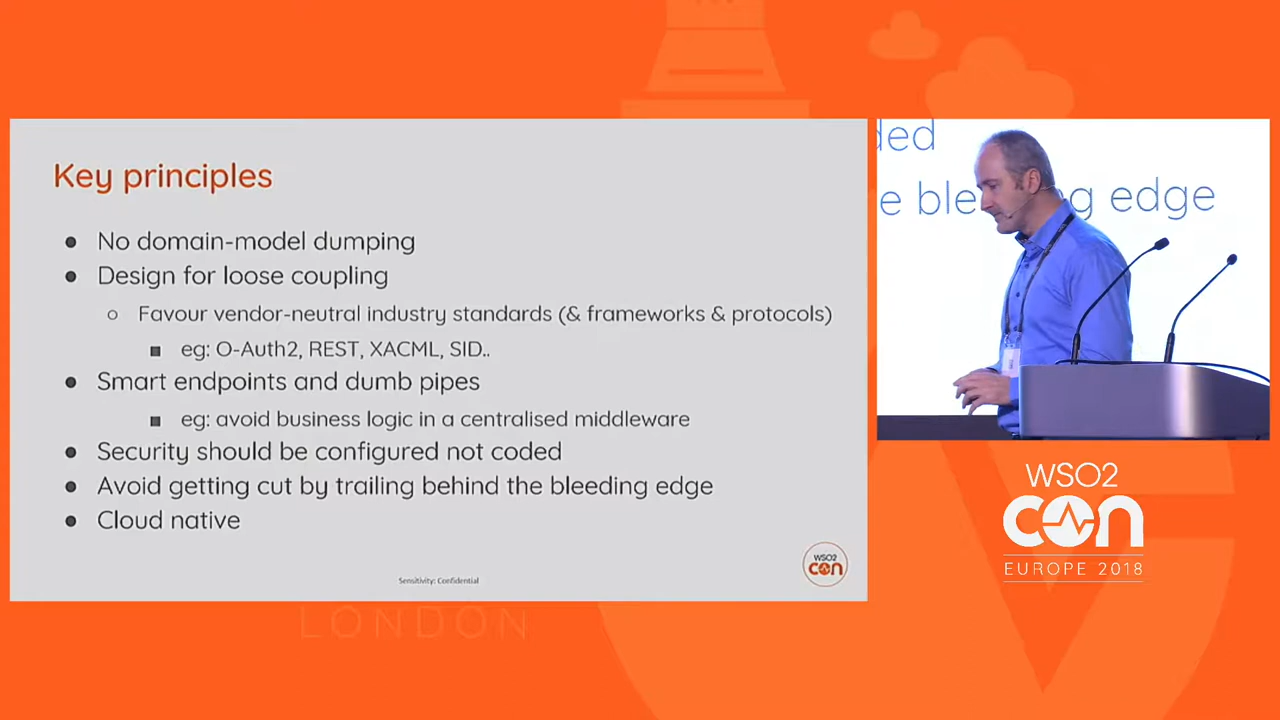 Key principles
No domain-model dumping
Design for loose coupling
Favour vendor-neutral industry standards (& frameworks & protocols)
eg: O-Auth2, REST, XACML, SID..
Smart endpoints and dumb pipes
eg: avoid business logic in a centralised middleware
Security should be configured not coded
Avoid getting cut by trailing behind the bleeding edge
Cloud native
Sensitivity: Confidential
WSO2
con
ded
e ble
g edge
WSO2
con
EUROPE 2018
LONDON